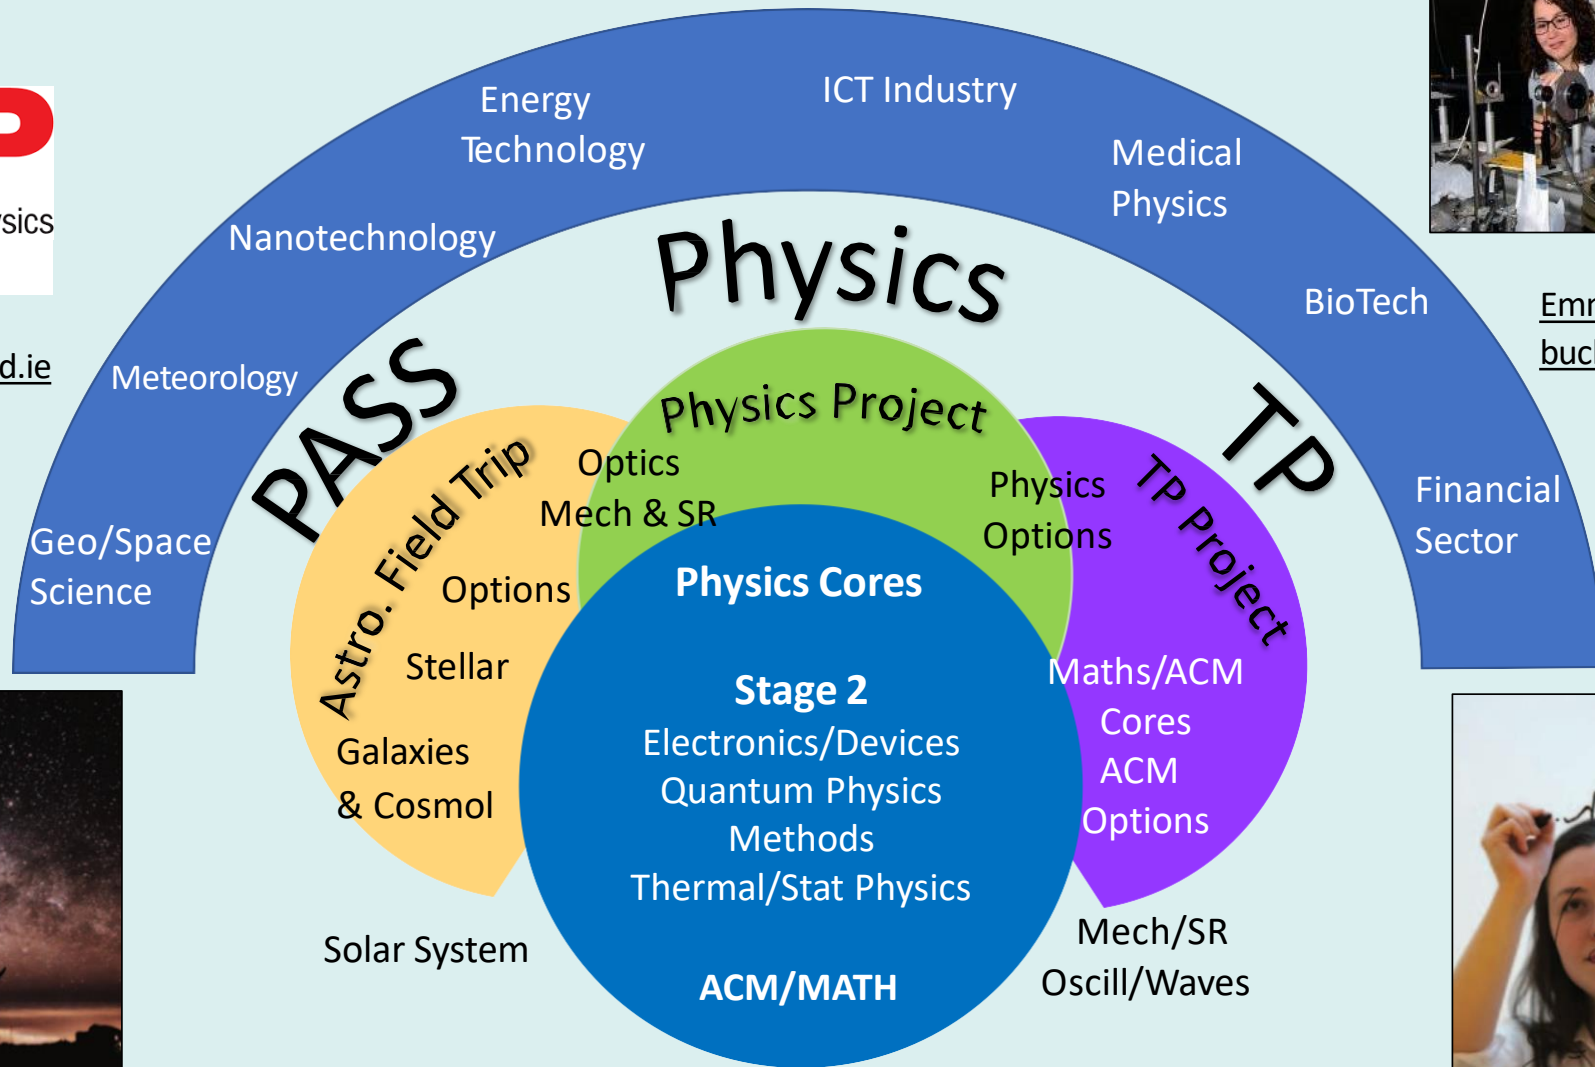 Energy
Technology
ICT Industry
Medical
Physics
Nanotechnology
BioTech
Meteorology
Financial
Sector
Geo/Space
Science
d.ie
PASS
Physics
TP
Astro. Field Trip
Physics Project
TP Project
Optics
Mech & SR
Options
Stellar
Galaxies
& Cosmol
Physics
Options
Maths/ACM
Cores
ACM
Options
Physics Cores
Stage 2
Electronics/Devices
Quantum Physics
Methods
Thermal/Stat Physics
ACM/MATH
Solar System
Mech/SR
Oscill/Waves